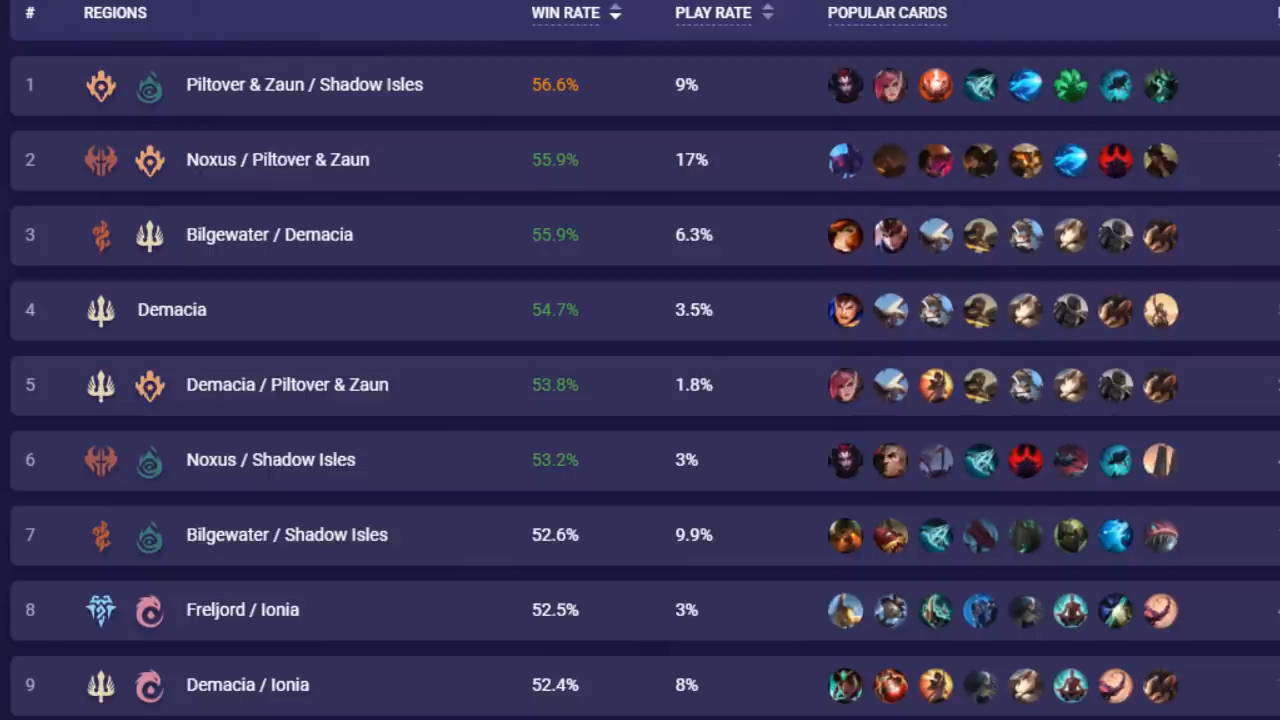 # REGIONS WIN RATE PLAY RATE POPULAR CARDS
1 Piltover & Zaun / Shadow Isles 56.6% 9%
2 Noxus / Piltover & Zaun 55.9% 17%
3 Bilgewater / Demacia 55.9% 6.3%
4 Demacia 54.7% 3.5%
5 Demacia / Piltover & Zaun 53.8% 1.8%
6 Noxus / Shadow Isles 53.2% 3%
7 Bilgewater / Shadow Isles 52.6% 9.9%
8 Freljord / Ionia 52.5% 3%
9 Demacia / Ionia 52.4% 8%